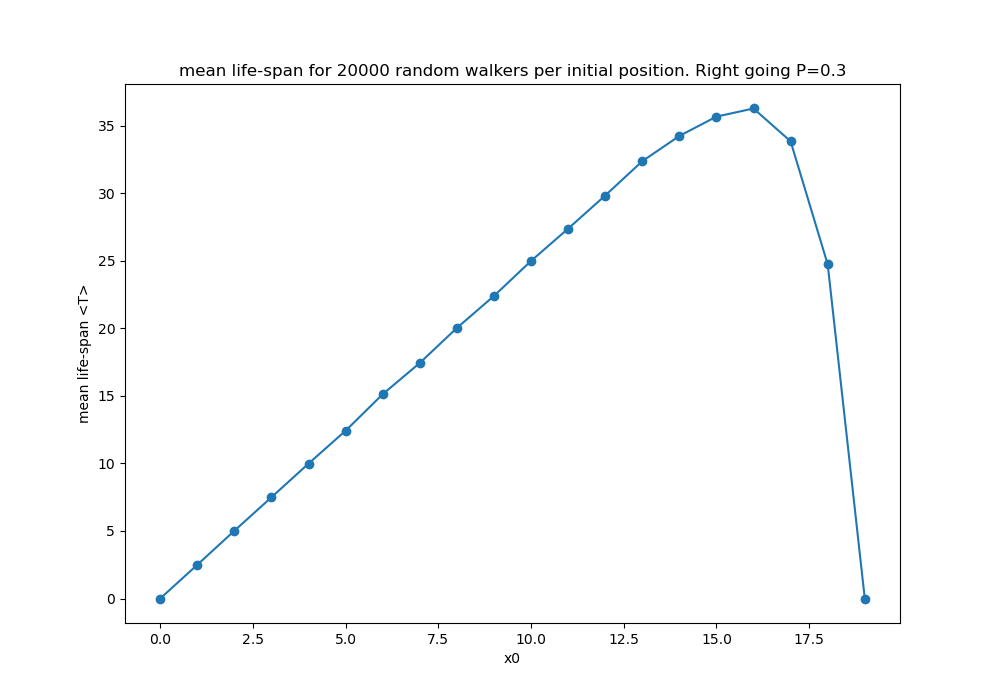 mean life-span for 20000 random walkers per initial position. Right going P=0.3
mean life-span <T>
35
30
25
20
15
10
5
0
0.0 2.5 5.0 7.5 10.0 12.5 15.0 17.5
x0